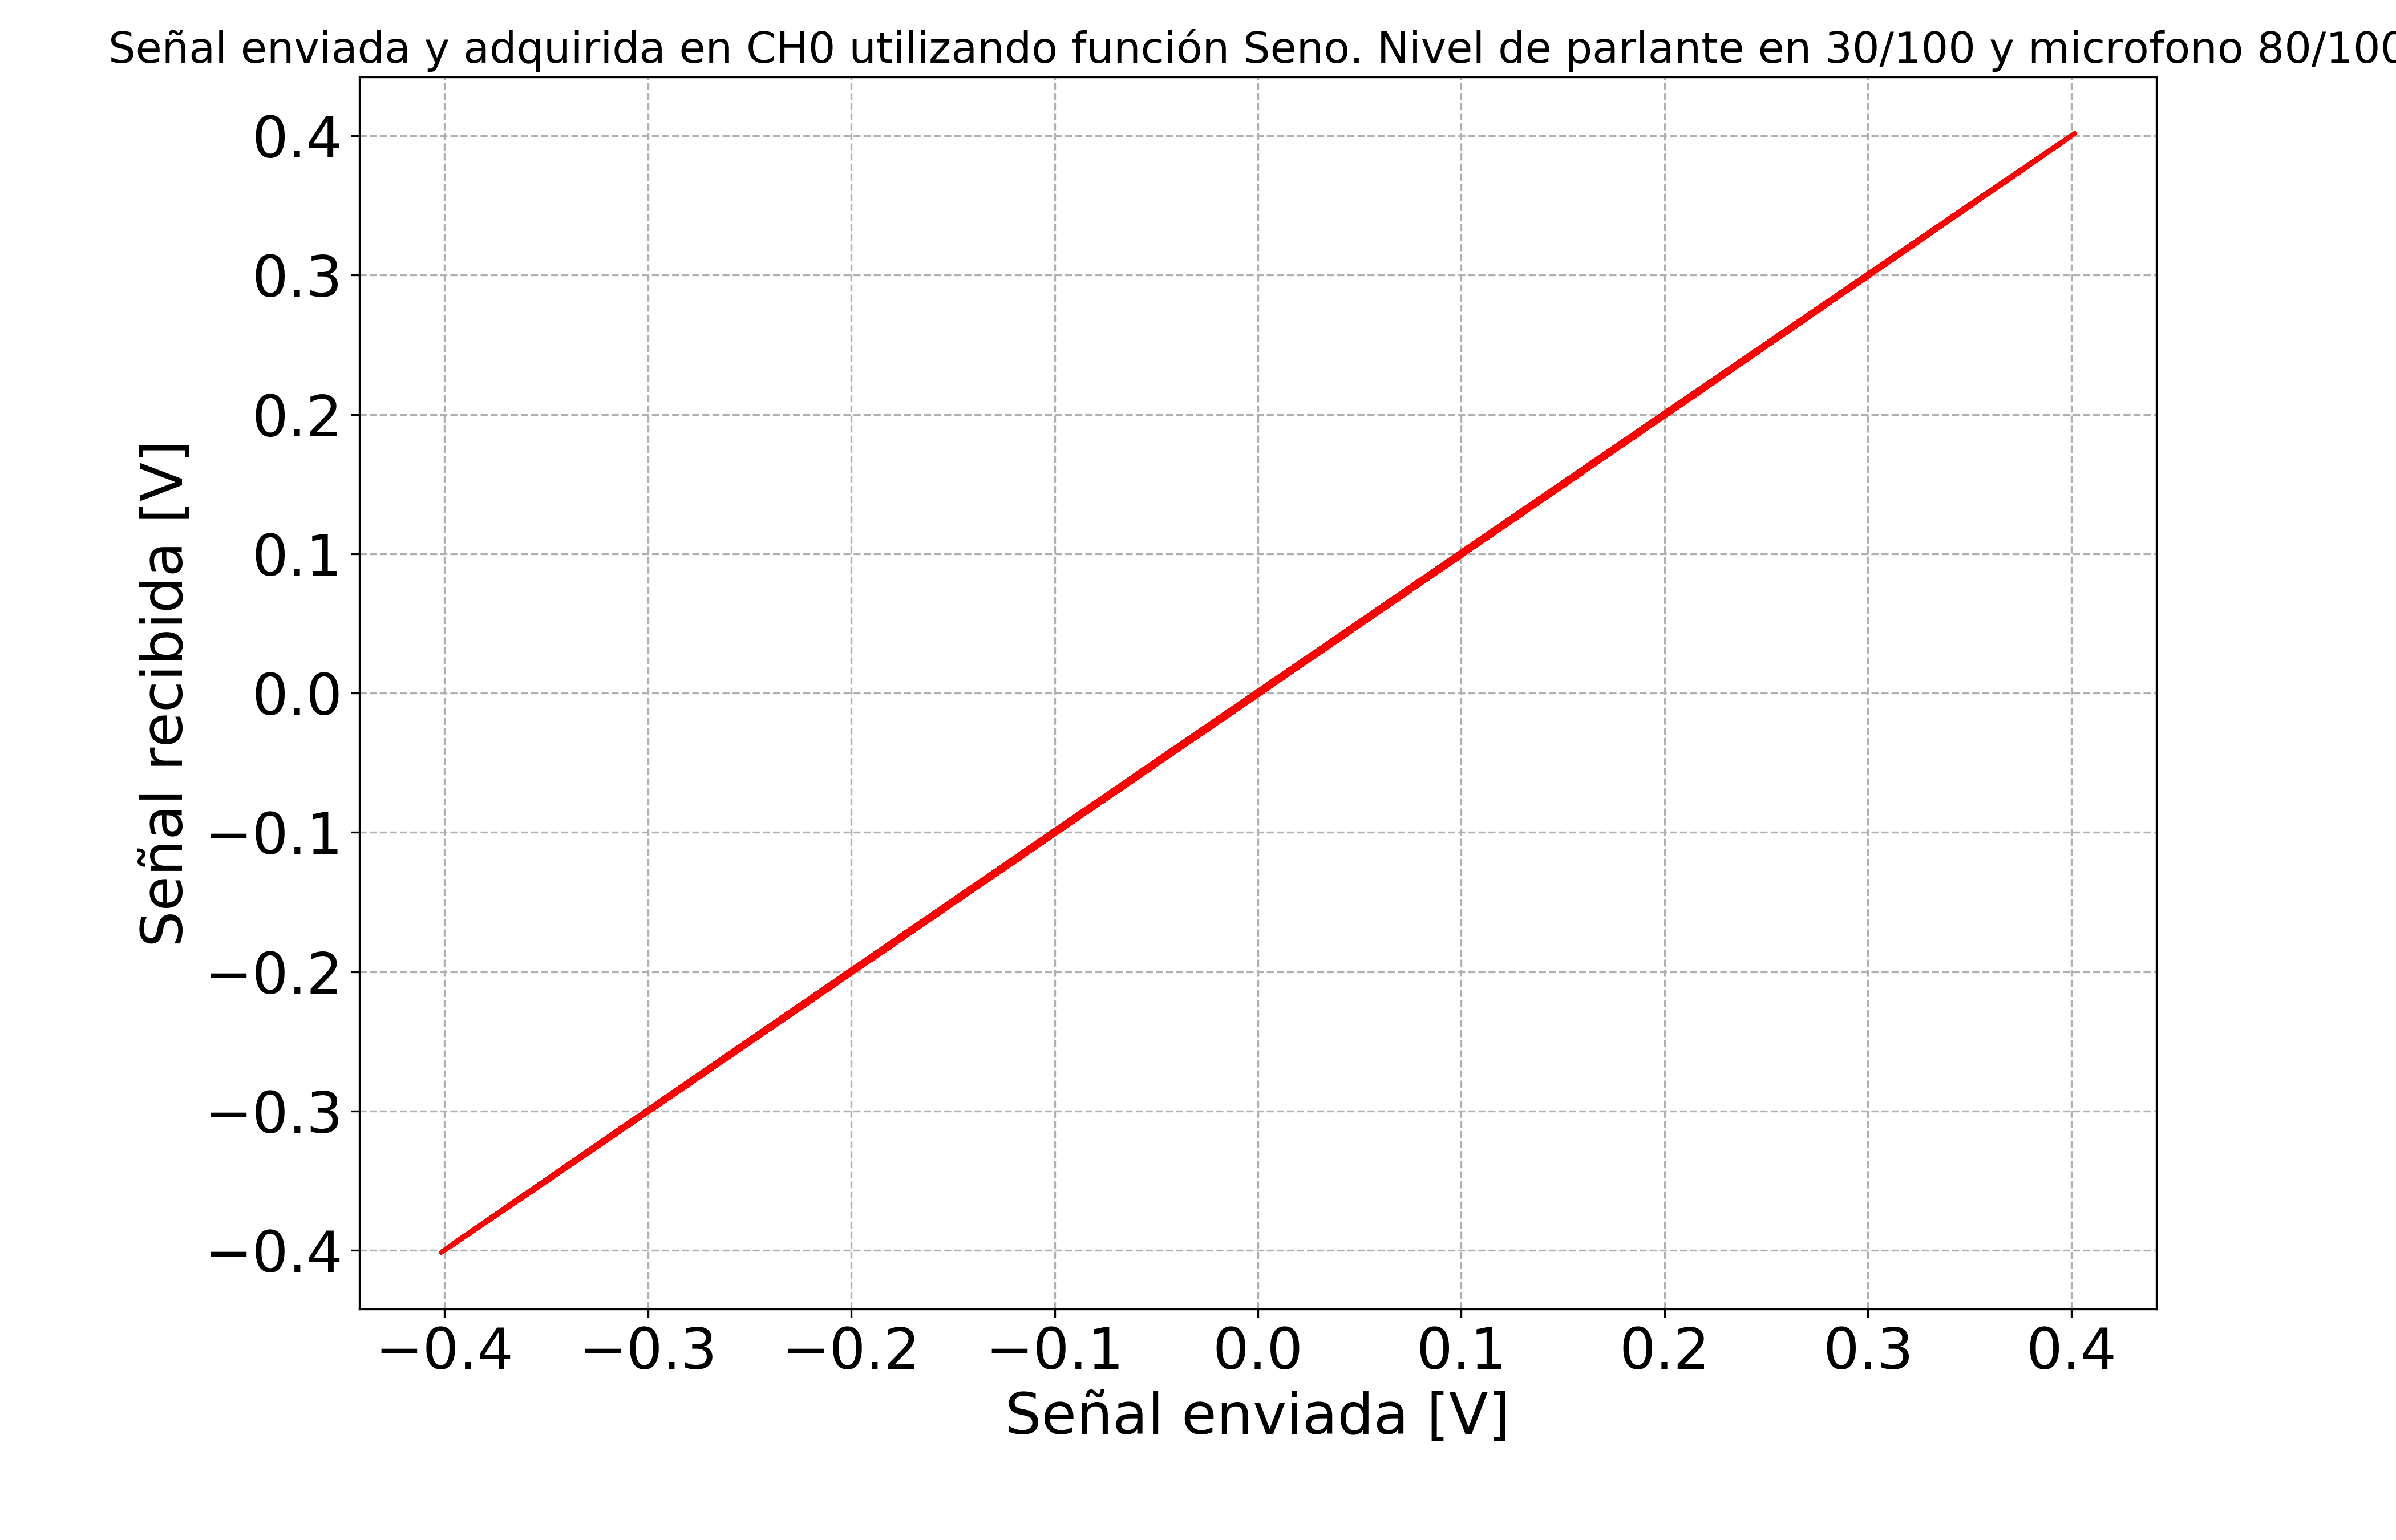 Señal enviada y adquirida en CH0 utilizando función Seno. Nivel de parlante en 30/100 y microfono 80/100
0.4
0.3
0.2
0.1
0.0
−0.1
−0.2
−0.3
−0.4
Señal recibida [V]
−0.4 −0.3 −0.2 −0.1 0.0 0.1 0.2 0.3 0.4
Señal enviada [V]